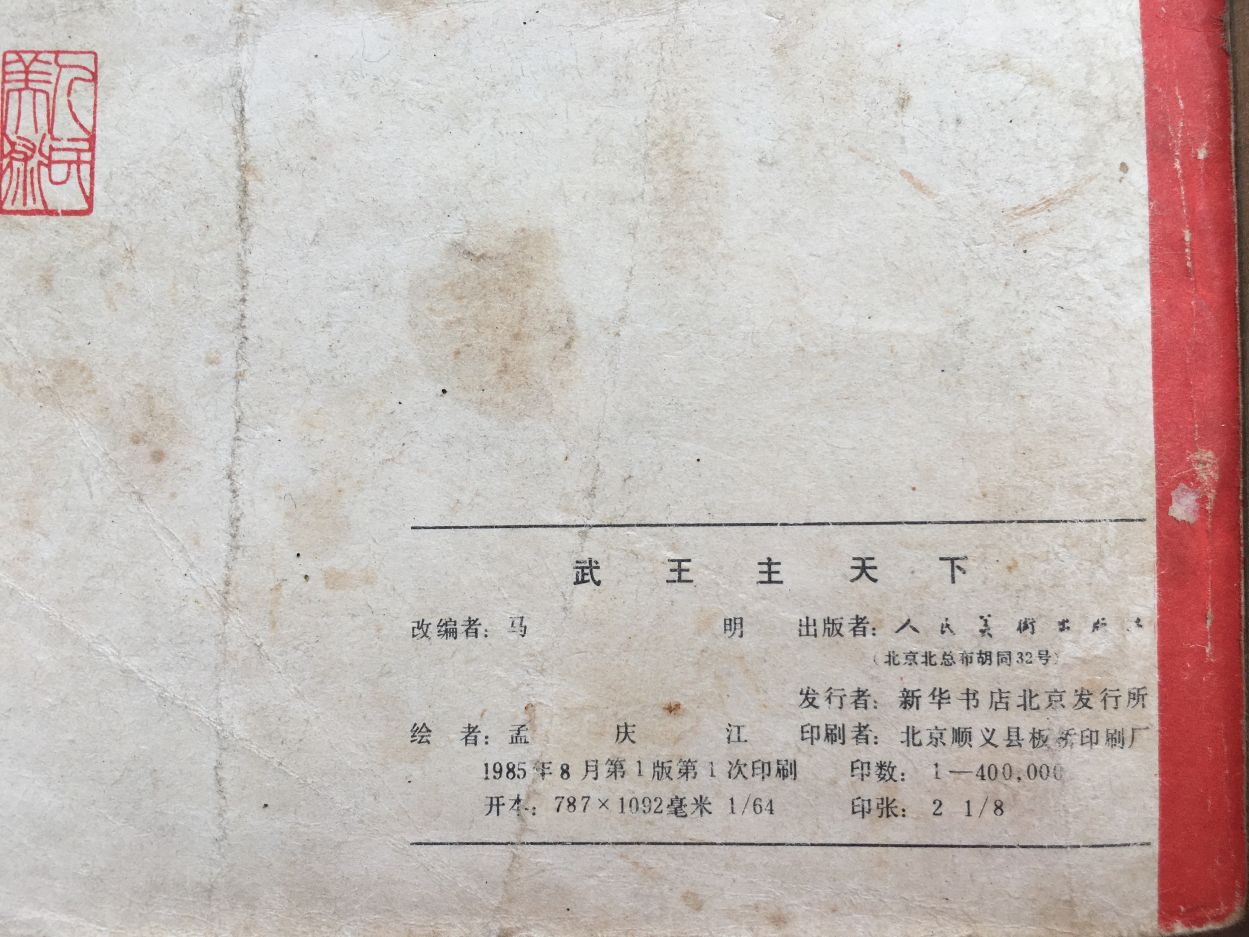 人民美術
武王主天下
改编者：马明 出版者：人民美術出版社
（北京北总布胡同32号）
发行者：新华书店北京发行所
绘者：孟庆江 印刷者：北京顺义县板桥印刷厂
1985年8月第1版第1次印刷 印数：1—400,000
开本：787×1092毫米 1/64 印张：2 1/8